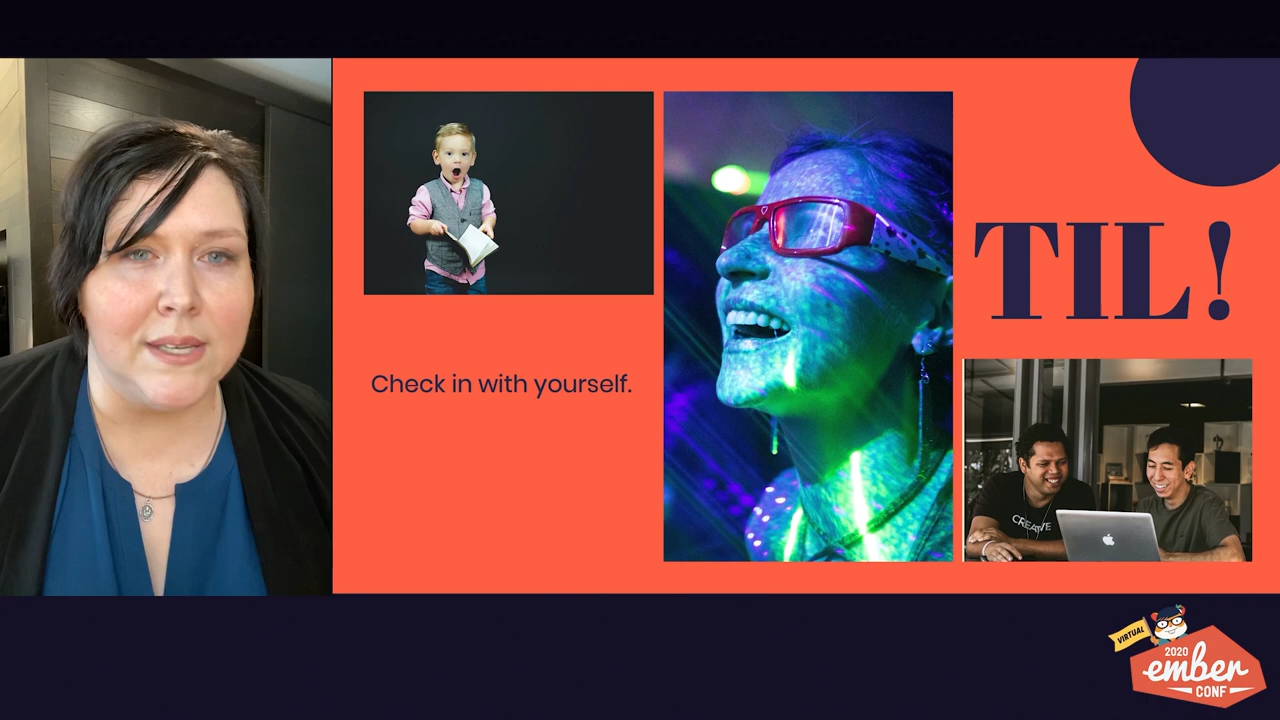 Check in with yourself.
TIL!
CREATIVE
VIRTUAL
2020
ember
CONF